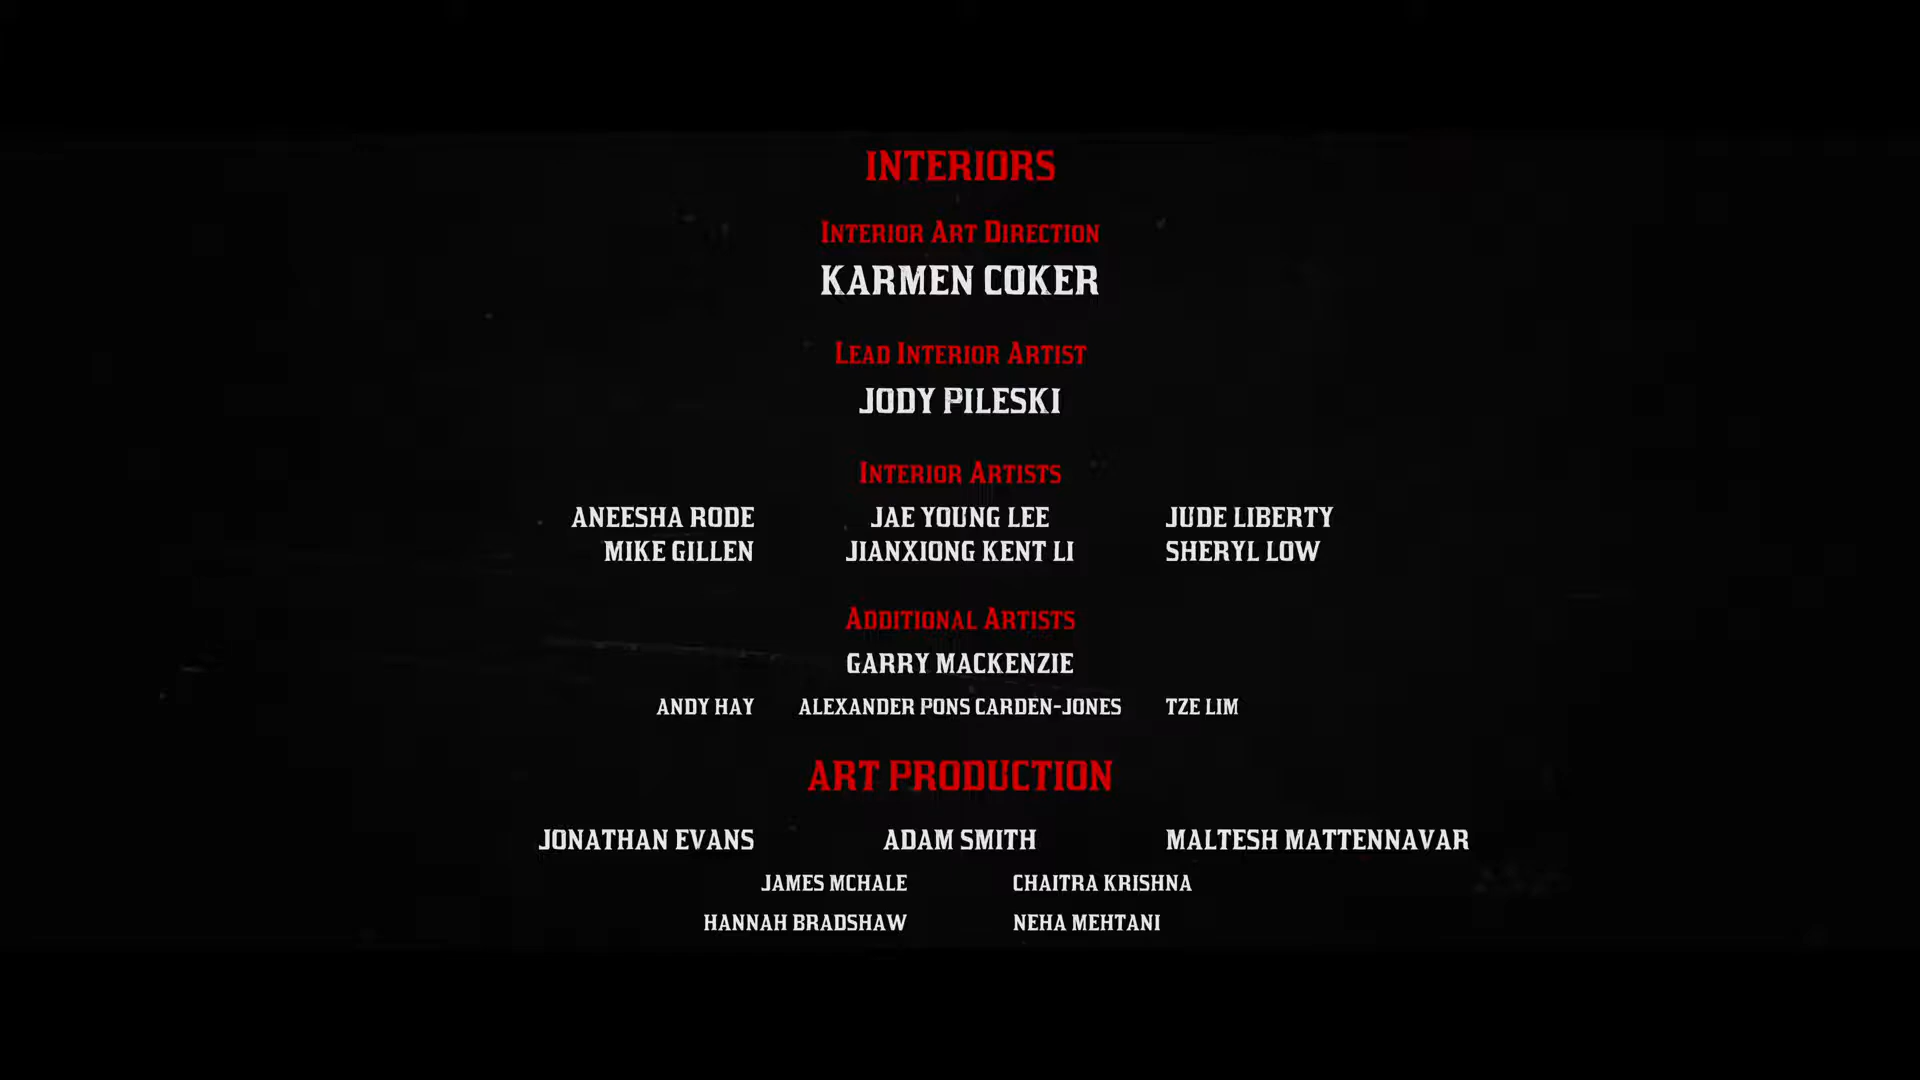 INTERIORS
INTERIOR ART DIRECTION
KARMEN COKER
LEAD INTERIOR ARTIST
JODY PILESKI
INTERIOR ARTISTS
ANEESHA RODE JAE YOUNG LEE JUDE LIBERTY
MIKE GILLEN JIANXIONG KENT LI SHERYL LOW
ADDITIONAL ARTISTS
GARRY MACKENZIE
ANDY HAY ALEXANDER PONS CARDEN-JONES TZE LIM
ART PRODUCTION
JONATHAN EVANS ADAM SMITH MALTESH MATTENNAVAR
JAMES MCHALE CHAITRA KRISHNA
HANNAH BRADSHAW NEHA MEHTANI